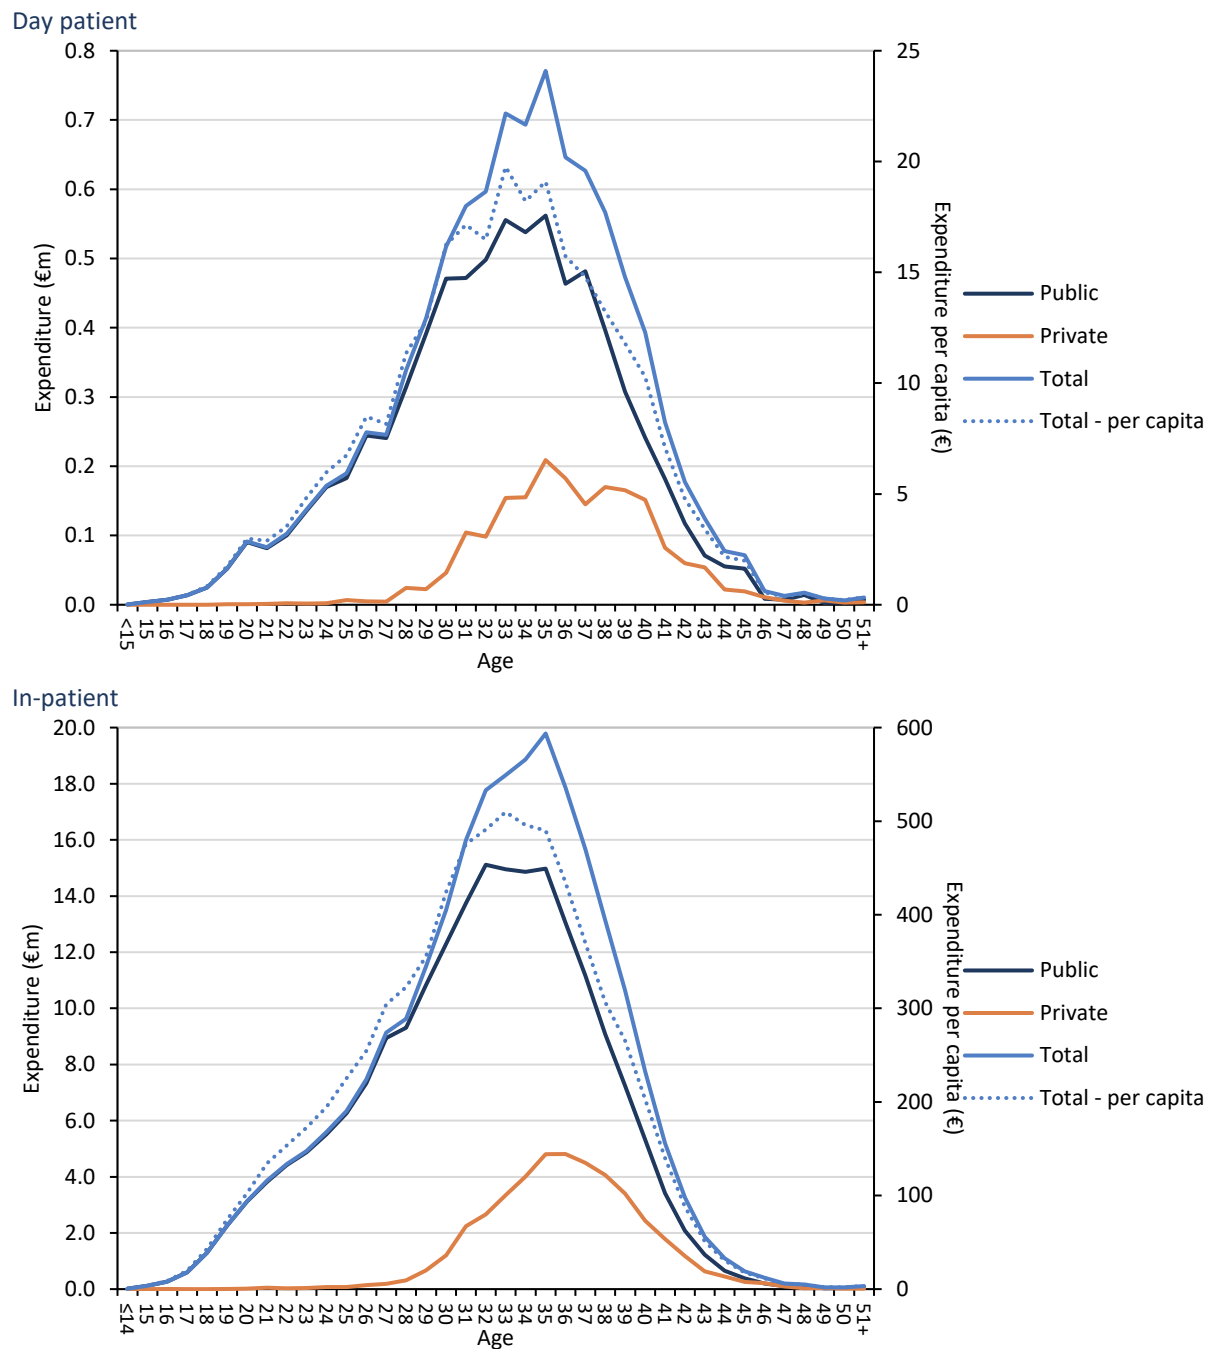 Day patient
0.8
0.7
0.6
0.5
0.4
0.3
0.2
0.1
0.0
Expenditure (€m)
25
20
15
10
5
0
Expenditure per capita (€)
<15 15 16 17 18 19 20 21 22 23 24 25 26 27 28 29 30 31 32 33 34 35 36 37 38 39 40 41 42 43 44 45 46 47 48 49 50 51+
Age
Public
Private
Total
Total - per capita
In-patient
20.0
18.0
16.0
14.0
12.0
10.0
8.0
6.0
4.0
2.0
0.0
Expenditure (€m)
600
500
400
300
200
100
0
Expenditure per capita (€)
≤14 15 16 17 18 19 20 21 22 23 24 25 26 27 28 29 30 31 32 33 34 35 36 37 38 39 40 41 42 43 44 45 46 47 48 49 50 51+
Age
Public
Private
Total
Total - per capita